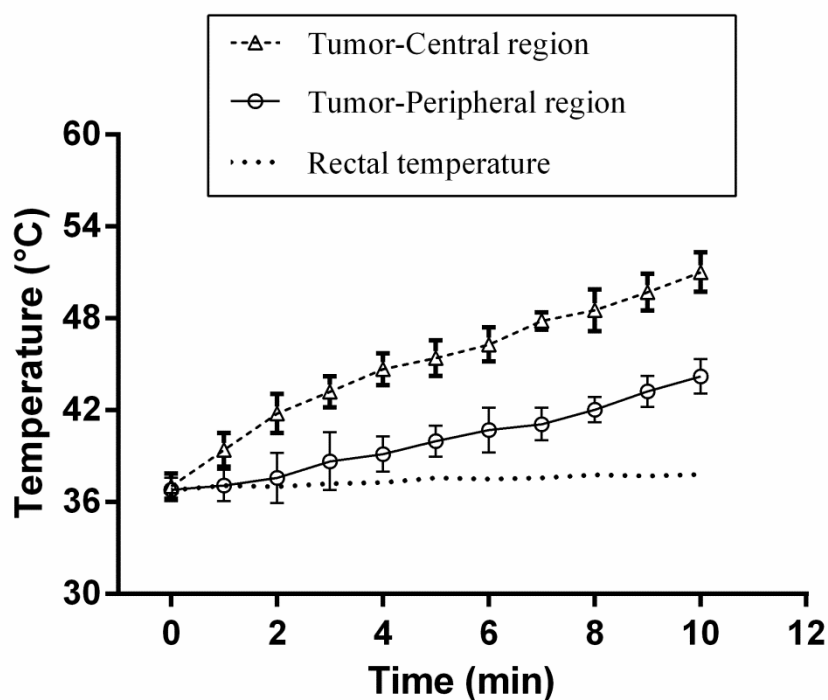 Tumor-Central region
Tumor-Peripheral region
Rectal temperature
60
54
48
42
36
30
Temperature (°C)
0 2 4 6 8 10 12
Time (min)